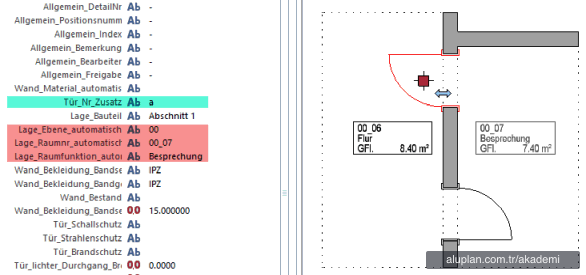 Allgemein_DetailNr Ab -
Allgemein_Positionsnumm Ab -
Allgemein_Index Ab -
Allgemein_Bemerkung Ab -
Allgemein_Bearbeiter Ab -
Allgemein_Freigabe Ab -
Wand_Material_automatis Ab
Tür_Nr_Zusatz Ab a
Lage_Bauteil Ab Abschnitt 1
Lage_Ebene_automatisch Ab 00
Lage_Raumnr_automatisch Ab 00_07
Lage_Raumfunktion_autor Ab Besprechung
Wand_Bekleidung_Bandse Ab IPZ
Wand_Bekleidung_Bandge Ab IPZ
Wand_Bestand Ab
Wand_Bekleidung_Bandse 0,0 15.000000
Tür_Schallschutz Ab
Tür_Strahlenschutz Ab
Tür_Brandschutz Ab
Tür_lichter_Durchgang_Bre 0,0 0.0000
00_06
Flur
GFl. 8.40 m²
00_07
Besprechung
GFl. 7.40 m²
aluplan.com.tr/akademi